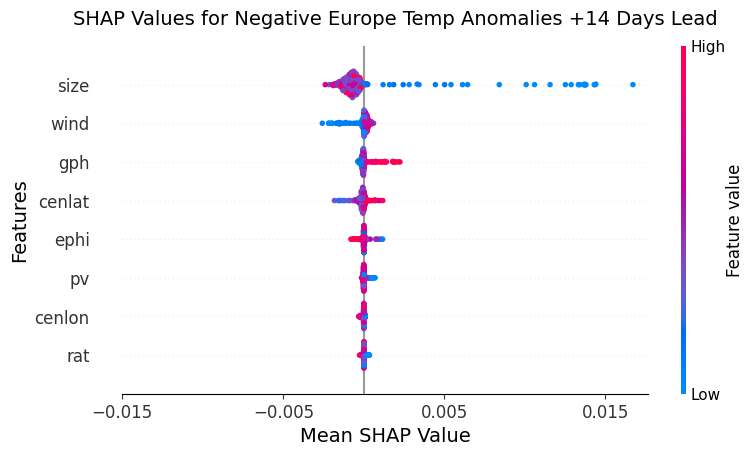 SHAP Values for Negative Europe Temp Anomalies +14 Days Lead
High
size
wind
gph
cenlat
ephi
pv
cenlon
rat
Features
Feature value
Low
−0.015 −0.005 0.005 0.015
Mean SHAP Value